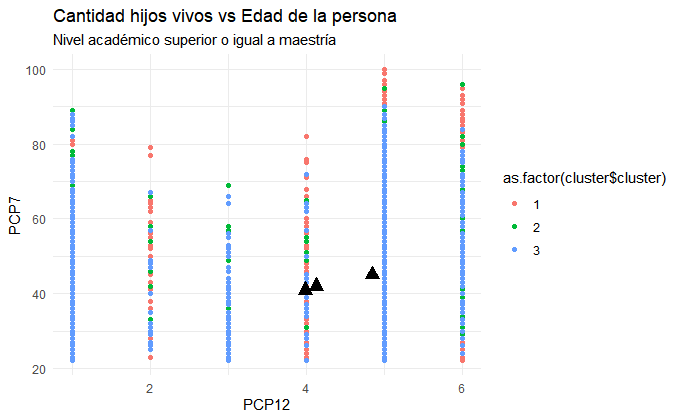 Cantidad hijos vivos vs Edad de la persona
Nivel académico superior o igual a maestría
100
80
60
40
20
PCP7
2
4
6
PCP12
as.factor(cluster$cluster)
1
2
3